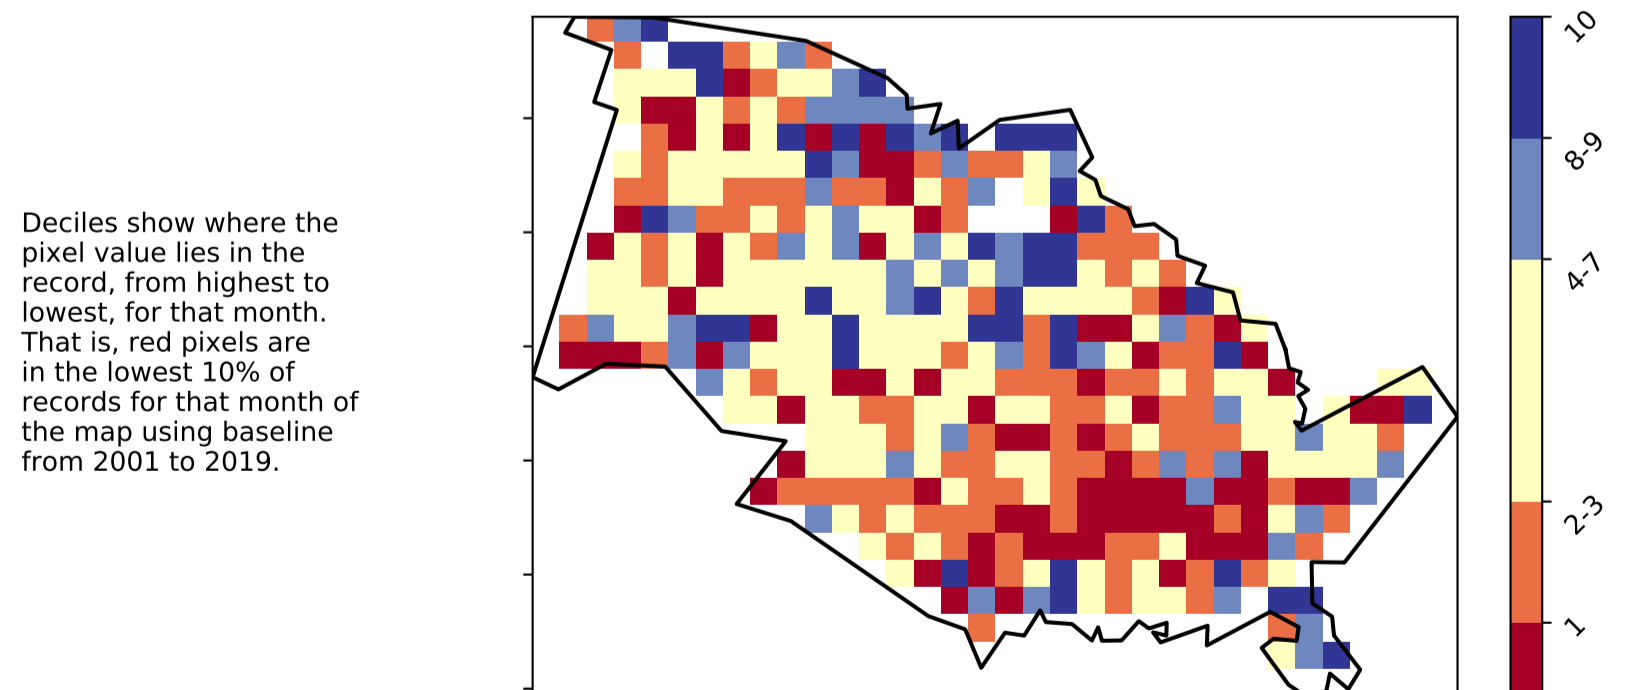 Deciles show where the
pixel value lies in the
record, from highest to
lowest, for that month.
That is, red pixels are
in the lowest 10% of
records for that month of
the map using baseline
from 2001 to 2019.
10
8-9
4-7
2-3
1